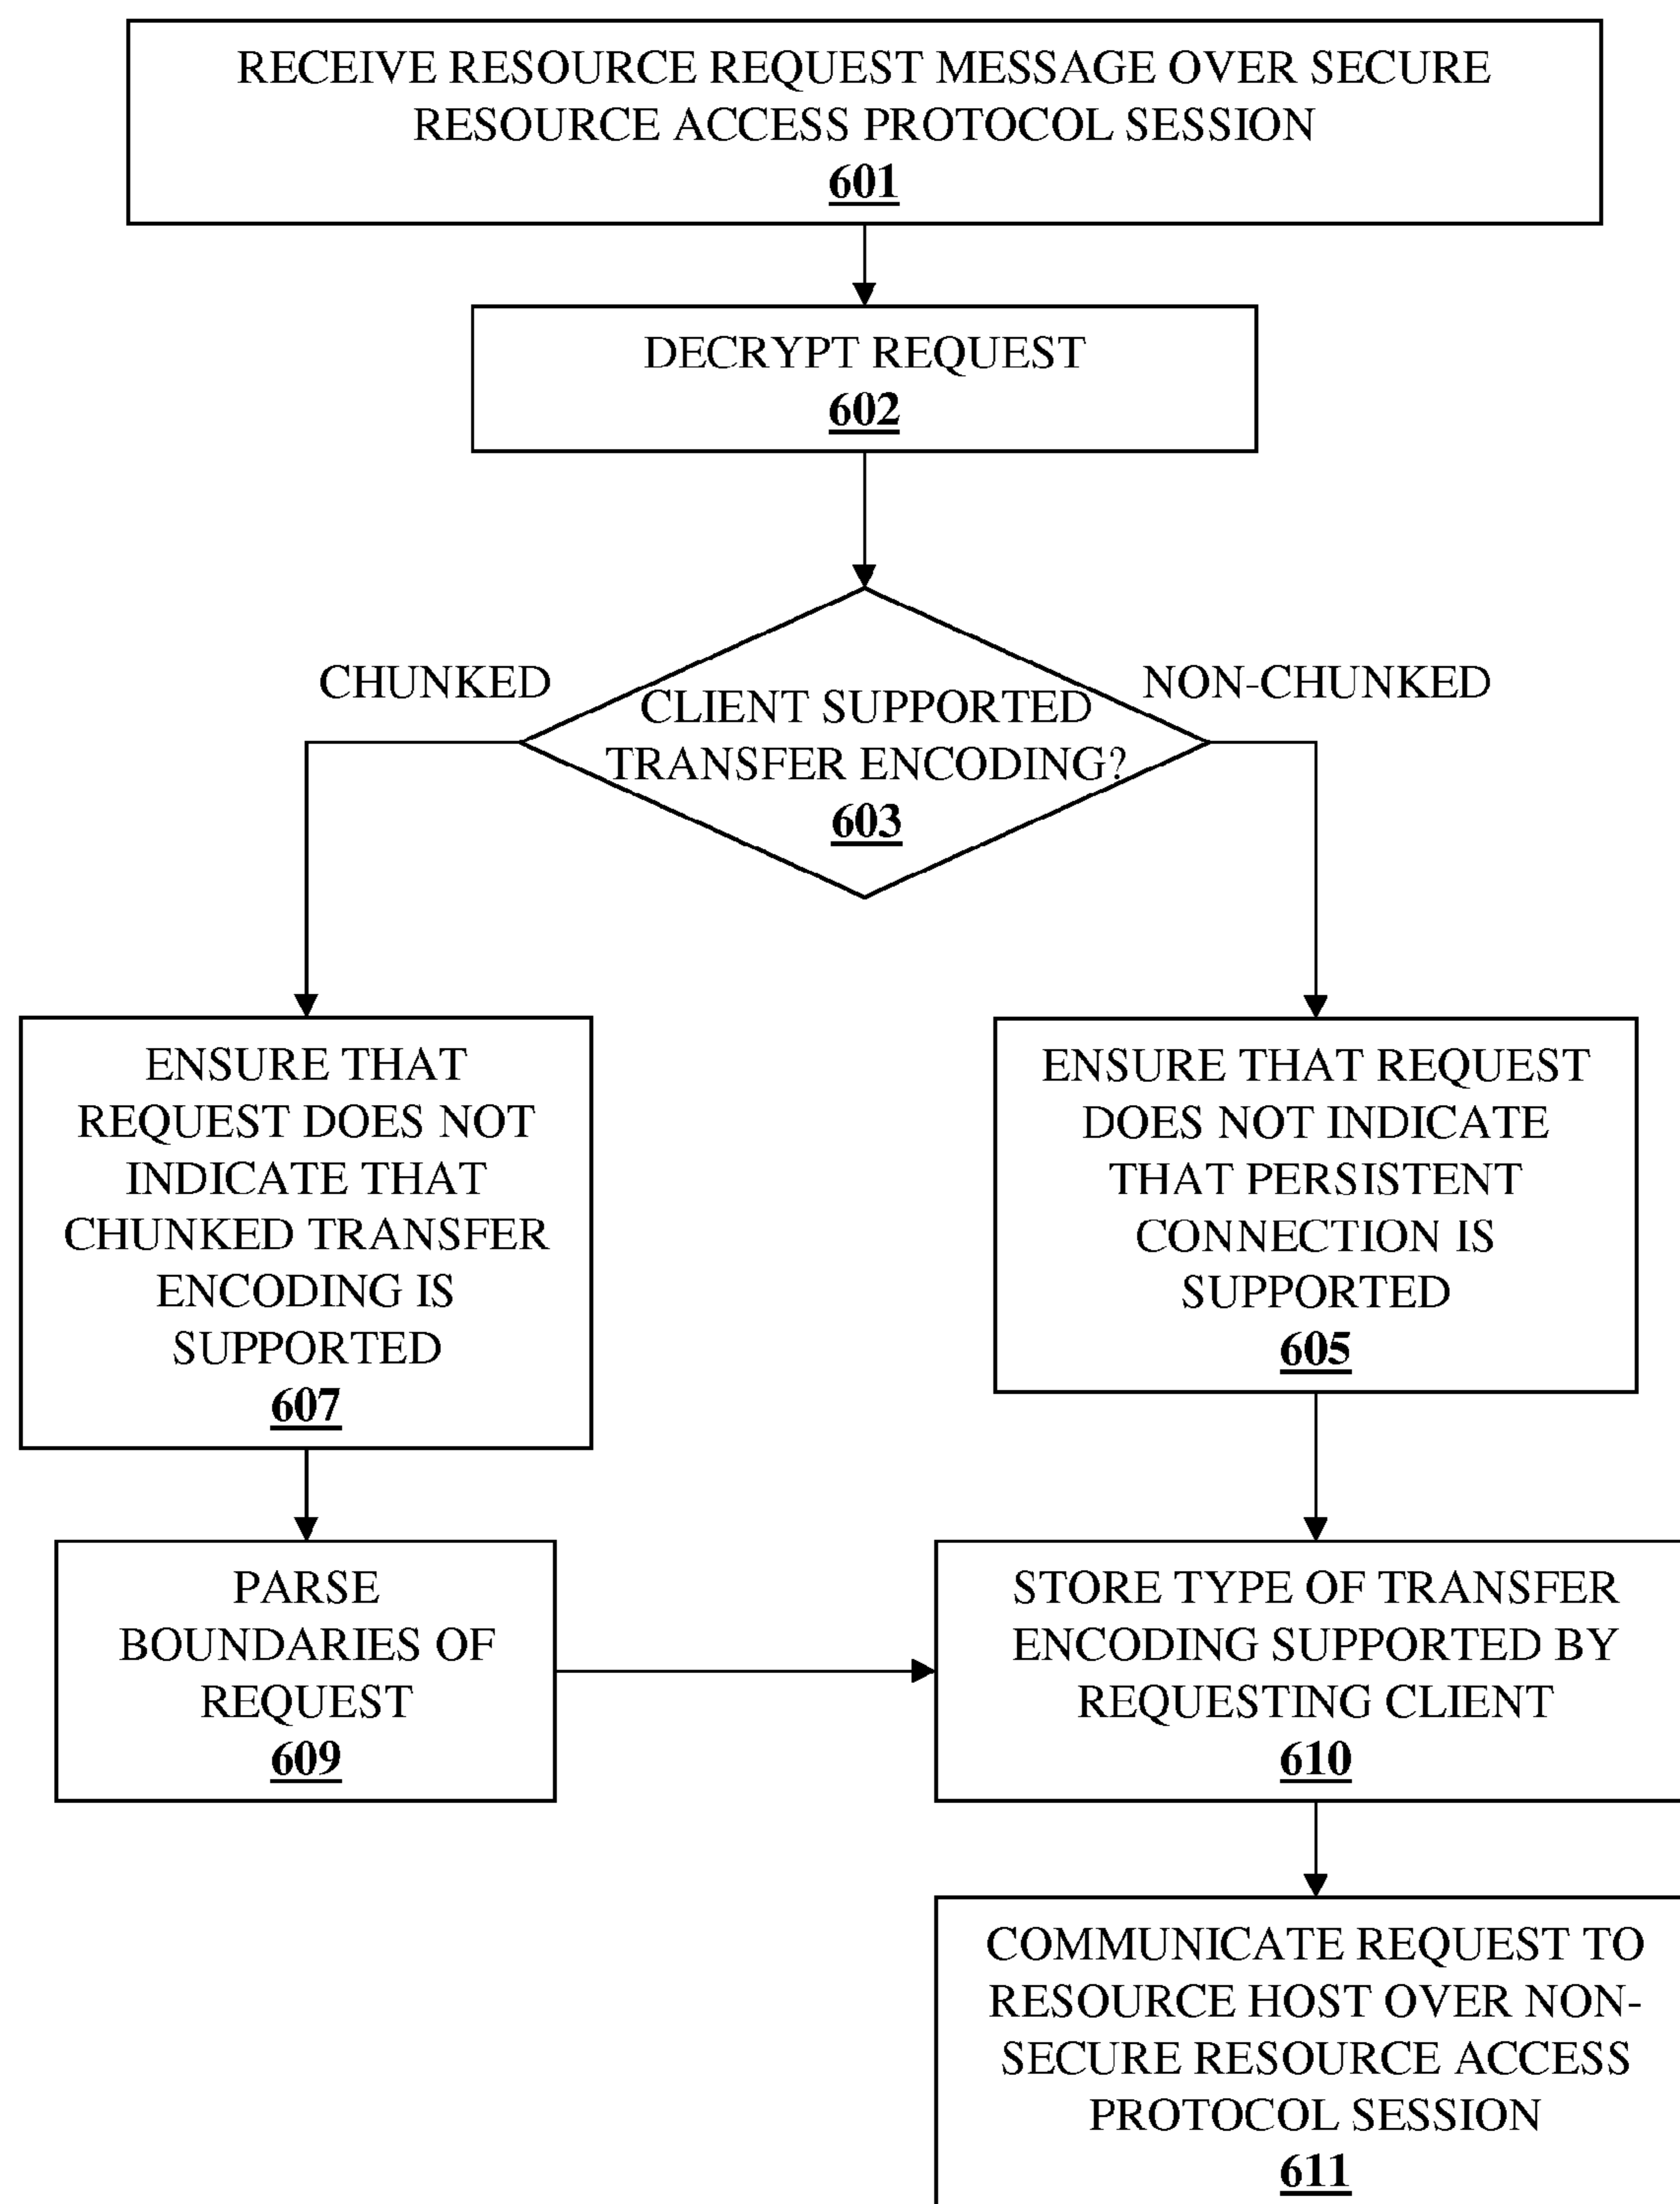 RECEIVE RESOURCE REQUEST MESSAGE OVER SECURE
RESOURCE ACCESS PROTOCOL SESSION
601
DECRYPT REQUEST
602
CHUNKED
NON-CHUNKED
CLIENT SUPPORTED
TRANSFER ENCODING?
603
ENSURE THAT
REQUEST DOES NOT
INDICATE THAT
CHUNKED TRANSFER
ENCODING IS
SUPPORTED
607
ENSURE THAT REQUEST
DOES NOT INDICATE
THAT PERSISTENT
CONNECTION IS
SUPPORTED
605
PARSE
BOUNDARIES OF
REQUEST
609
STORE TYPE OF TRANSFER
ENCODING SUPPORTED BY
REQUESTING CLIENT
610
COMMUNICATE REQUEST TO
RESOURCE HOST OVER NON-
SECURE RESOURCE ACCESS
PROTOCOL SESSION
611